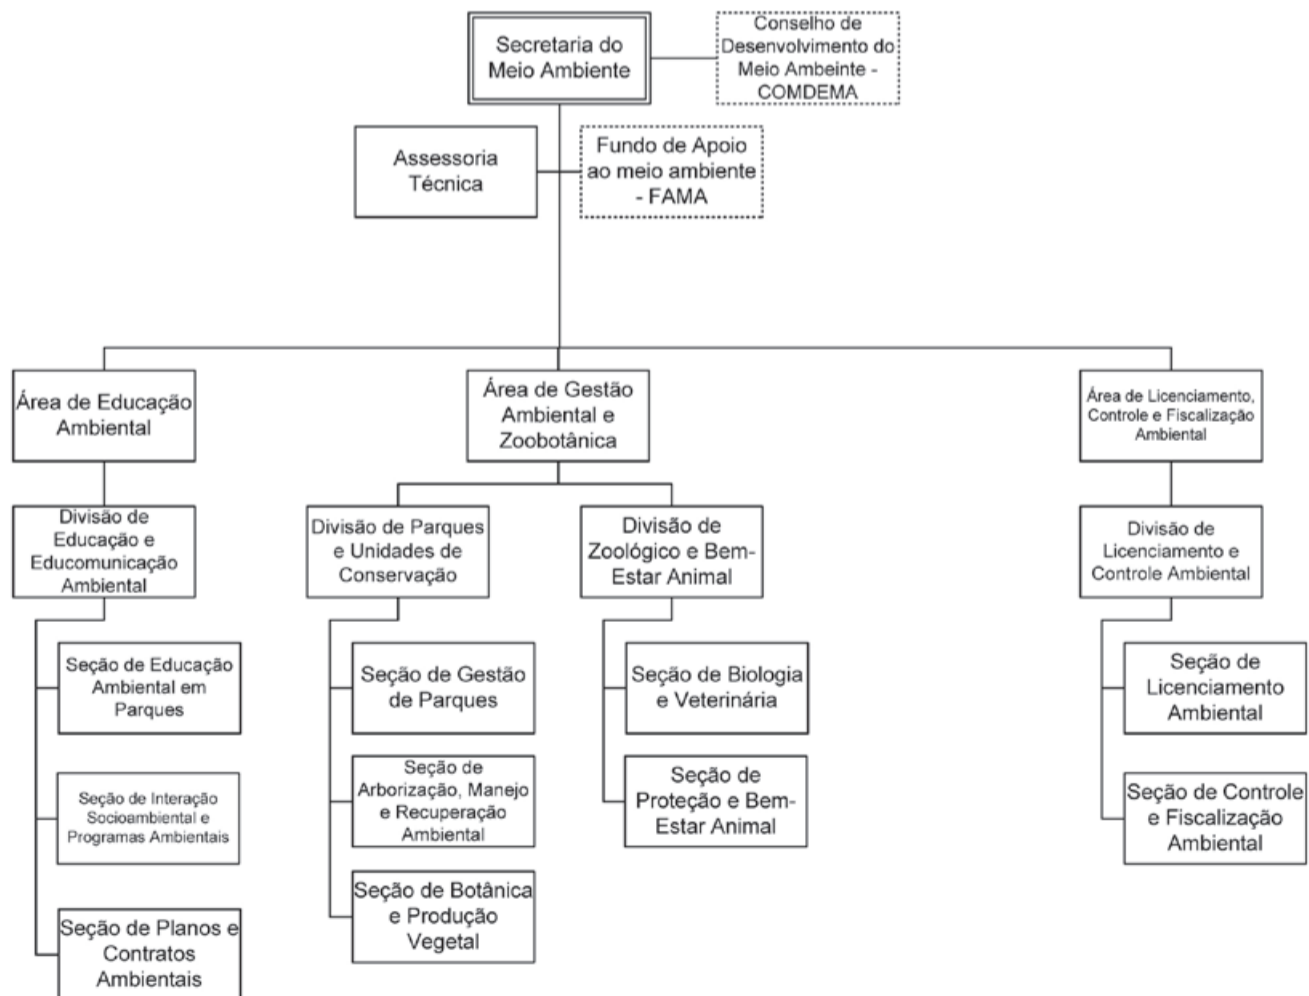 Secretaria do
Meio Ambiente
Conselho de
Desenvolvimento do
Meio Ambeinte -
COMDEMA
Assessoria
Técnica
Fundo de Apoio
ao meio ambiente
- FAMA
Área de Educação
Ambiental
Área de Gestão
Ambiental e
Zoobotânica
Área de Licenciamento,
Controle e Fiscalização
Ambiental
Divisão de
Educação e
Educomunicação
Ambiental
Divisão de Parques
e Unidades de
Conservação
Divisão de
Zoológico e Bem-
Estar Animal
Divisão de
Licenciamento e
Controle Ambiental
Seção de Educação
Ambiental em
Parques
Seção de Gestão
de Parques
Seção de Biologia
e Veterinária
Seção de
Licenciamento
Ambiental
Seção de Interação
Socioambiental e
Programas Ambientais
Seção de
Arborização, Manejo
e Recuperação
Ambiental
Seção de
Proteção e Bem-
Estar Animal
Seção de Controle
e Fiscalização
Ambiental
Seção de Planos e
Contratos
Ambientais
Seção de Botânica
e Produção
Vegetal